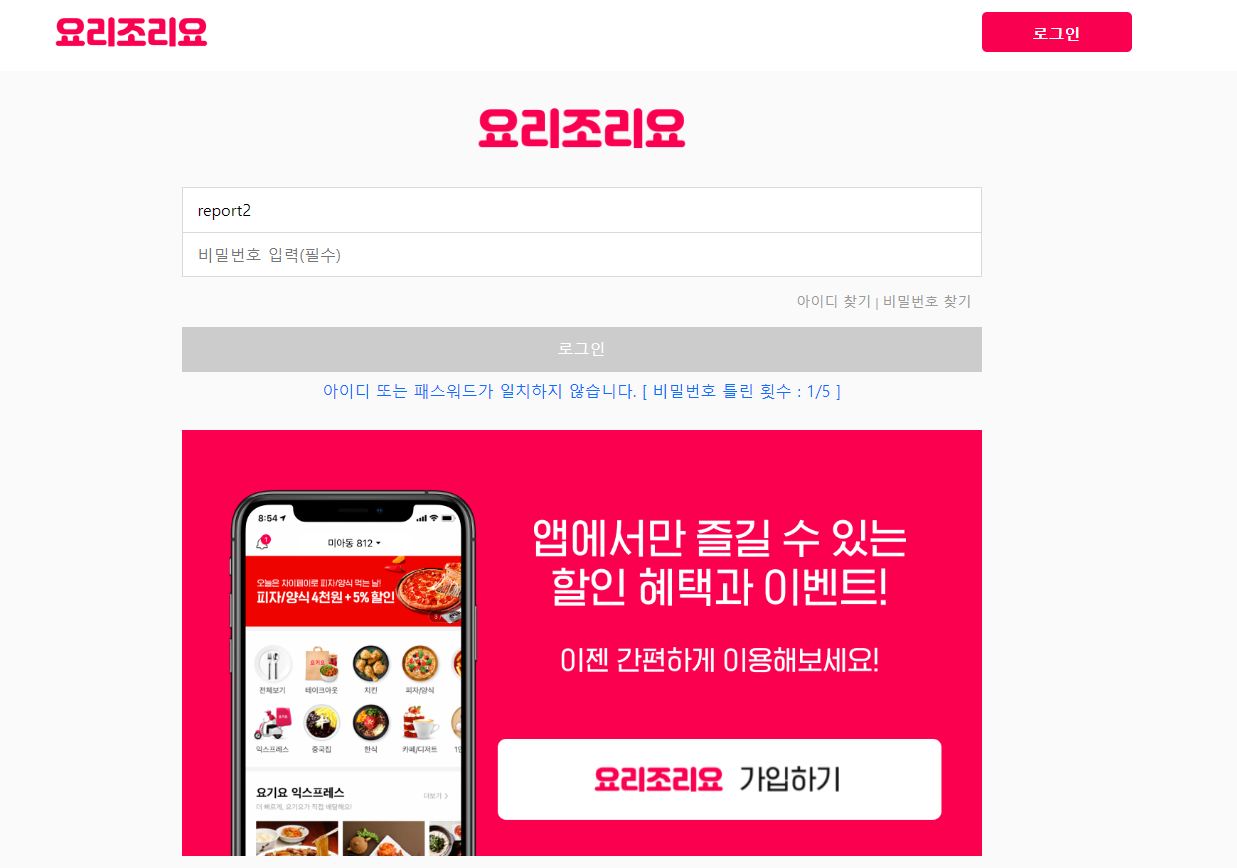 요리조리요
로그인
요리조리요
report2
비밀번호 입력(필수)
아이디 찾기 | 비밀번호 찾기
로그인
아이디 또는 패스워드가 일치하지 않습니다. [ 비밀번호 틀린 횟수 : 1/5 ]
8:54
1
미아동 812
오늘은 차이페이로 피자/양식 먹는 날!
피자/양식 4천원 + 5% 할인
요기요
전체보기 테이크아웃 치킨 피자/양식
익스프레스 중국집 한식 카페/디저트 1인
요기요 익스프레스
더보기
더 빠르게, 요기요가 직접 배달해요!
앱에서만 즐길 수 있는
할인 혜택과 이벤트!
이젠 간편하게 이용해보세요!
요리조리요 가입하기